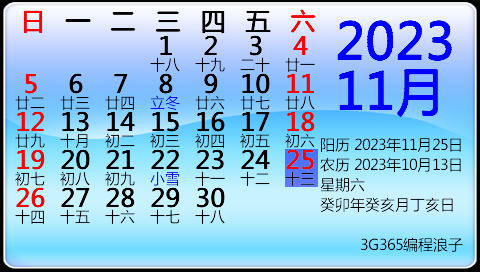 日 一 二 三 四 五 六
1 2 3 4
十八 十九 二十 廿一
5 6 7 8 9 10 11
廿二 廿三 廿四 立冬 廿六 廿七 廿八
12 13 14 15 16 17 18
廿九 十月 初二 初三 初四 初五 初六
19 20 21 22 23 24 25
初七 初八 初九 小雪 十一 十二 十三
26 27 28 29 30
十四 十五 十六 十七 十八
2023
11月
阳历 2023年11月25日
农历 2023年10月13日
星期六
癸卯年癸亥月丁亥日
3G365编程浪子